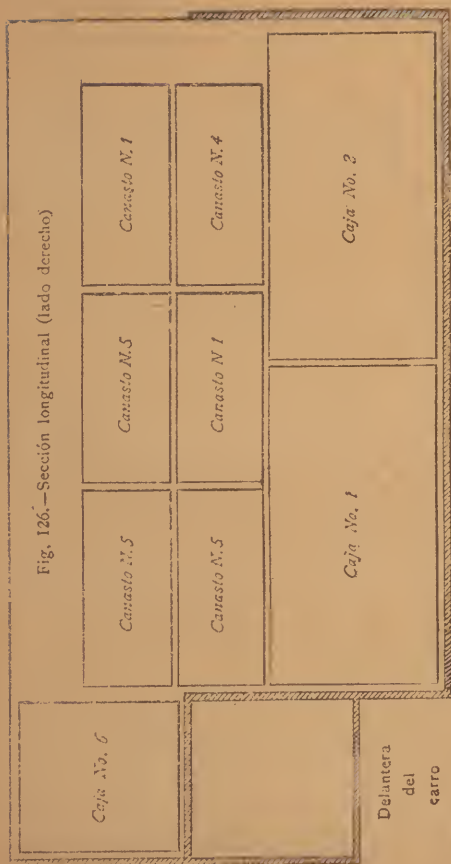 Fig. 126.—Sección longitudinal (lado derecho)
Caja No. 6
Canasto N.5
Canasto N.5
Canasto N.1
Canasto N.5
Canasto N 1
Canasto N.4
Caja No. 1
Caja No. 2
Delantera
del
carro